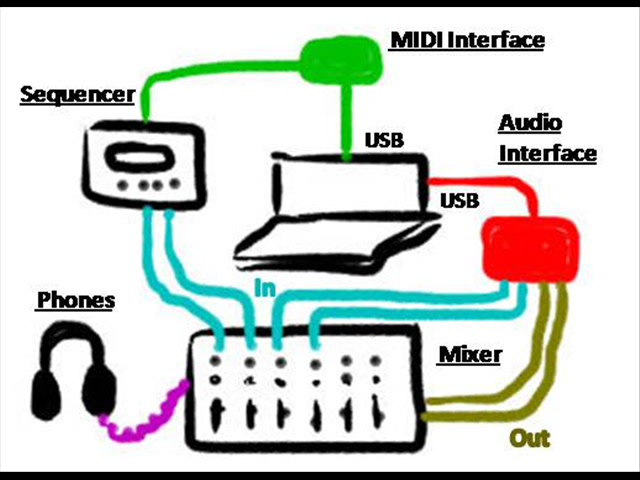 MIDI Interface
Sequencer
USB
Audio
Interface
USB
In
Phones
Mixer
Out